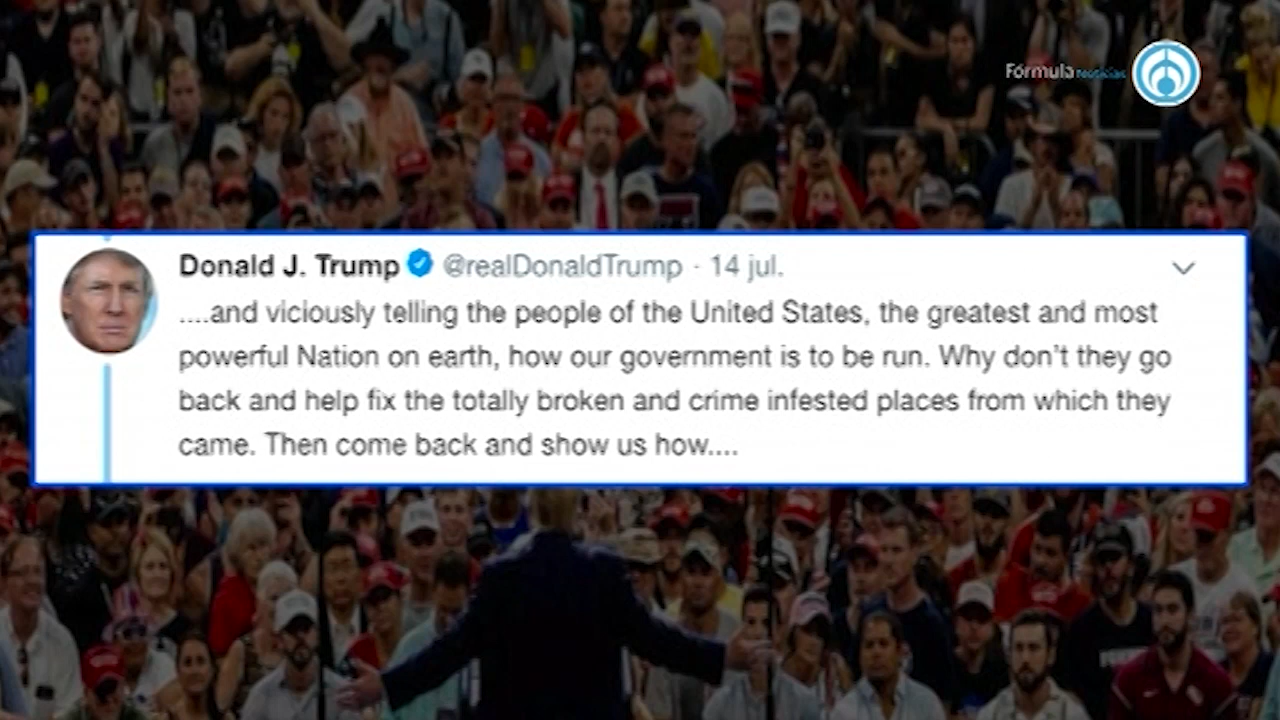 Fórmula Noticias
Donald J. Trump @realDonaldTrump · 14 jul.
....and viciously telling the people of the United States, the greatest and most
powerful Nation on earth, how our government is to be run. Why don't they go
back and help fix the totally broken and crime infested places from which they
came. Then come back and show us how....